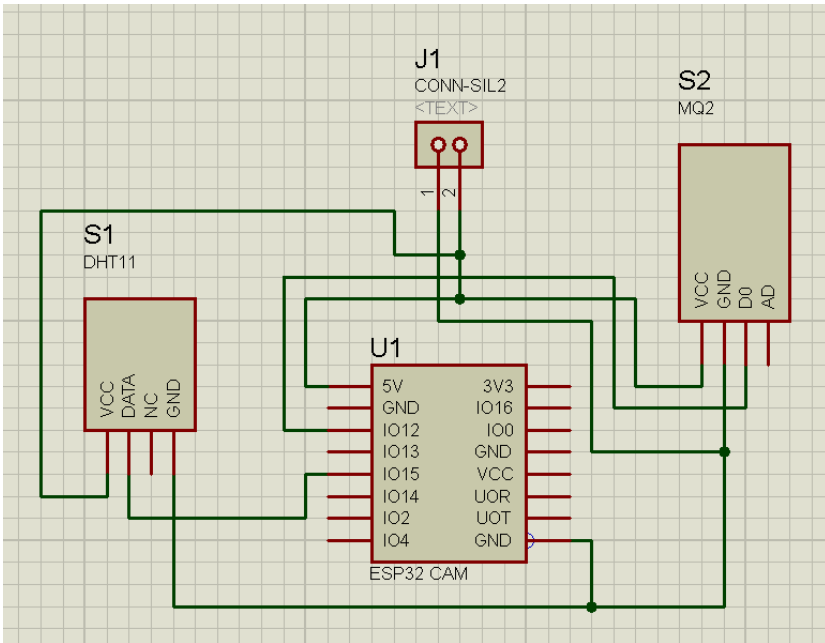 J1
CONN-SIL2
<TEXT>
1
2
S2
MQ2
VCC
GND
D0
AD
S1
DHT11
VCC
DATA
NC
GND
U1
5V
GND
IO12
IO13
IO15
IO14
IO2
IO4
3V3
IO16
IO0
GND
VCC
UOR
UOT
GND
ESP32 CAM